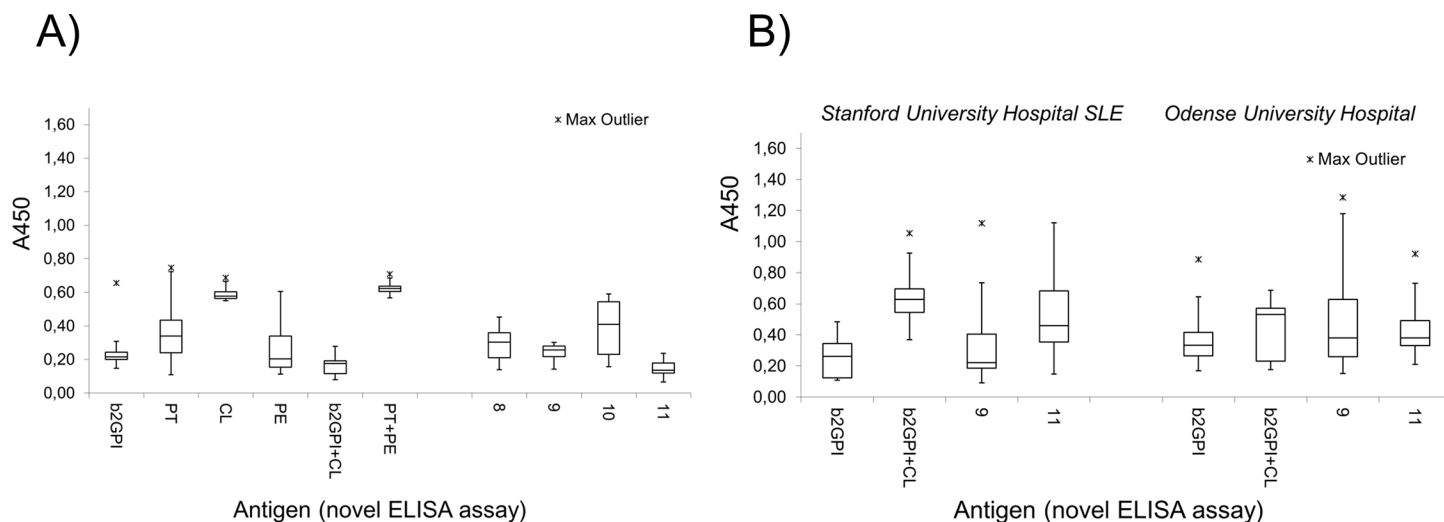 A)
Max Outlier
1,60
1,40
1,20
1,00
0,80
0,60
0,40
0,20
0,00
A450
b2GPI
PT
CL
PE
b2GPI+CL
PT+PE
8
9
10
11
Antigen (novel ELISA assay)
B)
Stanford University Hospital SLE
Odense University Hospital
Max Outlier
1,60
1,40
1,20
1,00
0,80
0,60
0,40
0,20
0,00
A450
b2GPI
b2GPI+CL
9
11
b2GPI
b2GPI+CL
9
11
Antigen (novel ELISA assay)